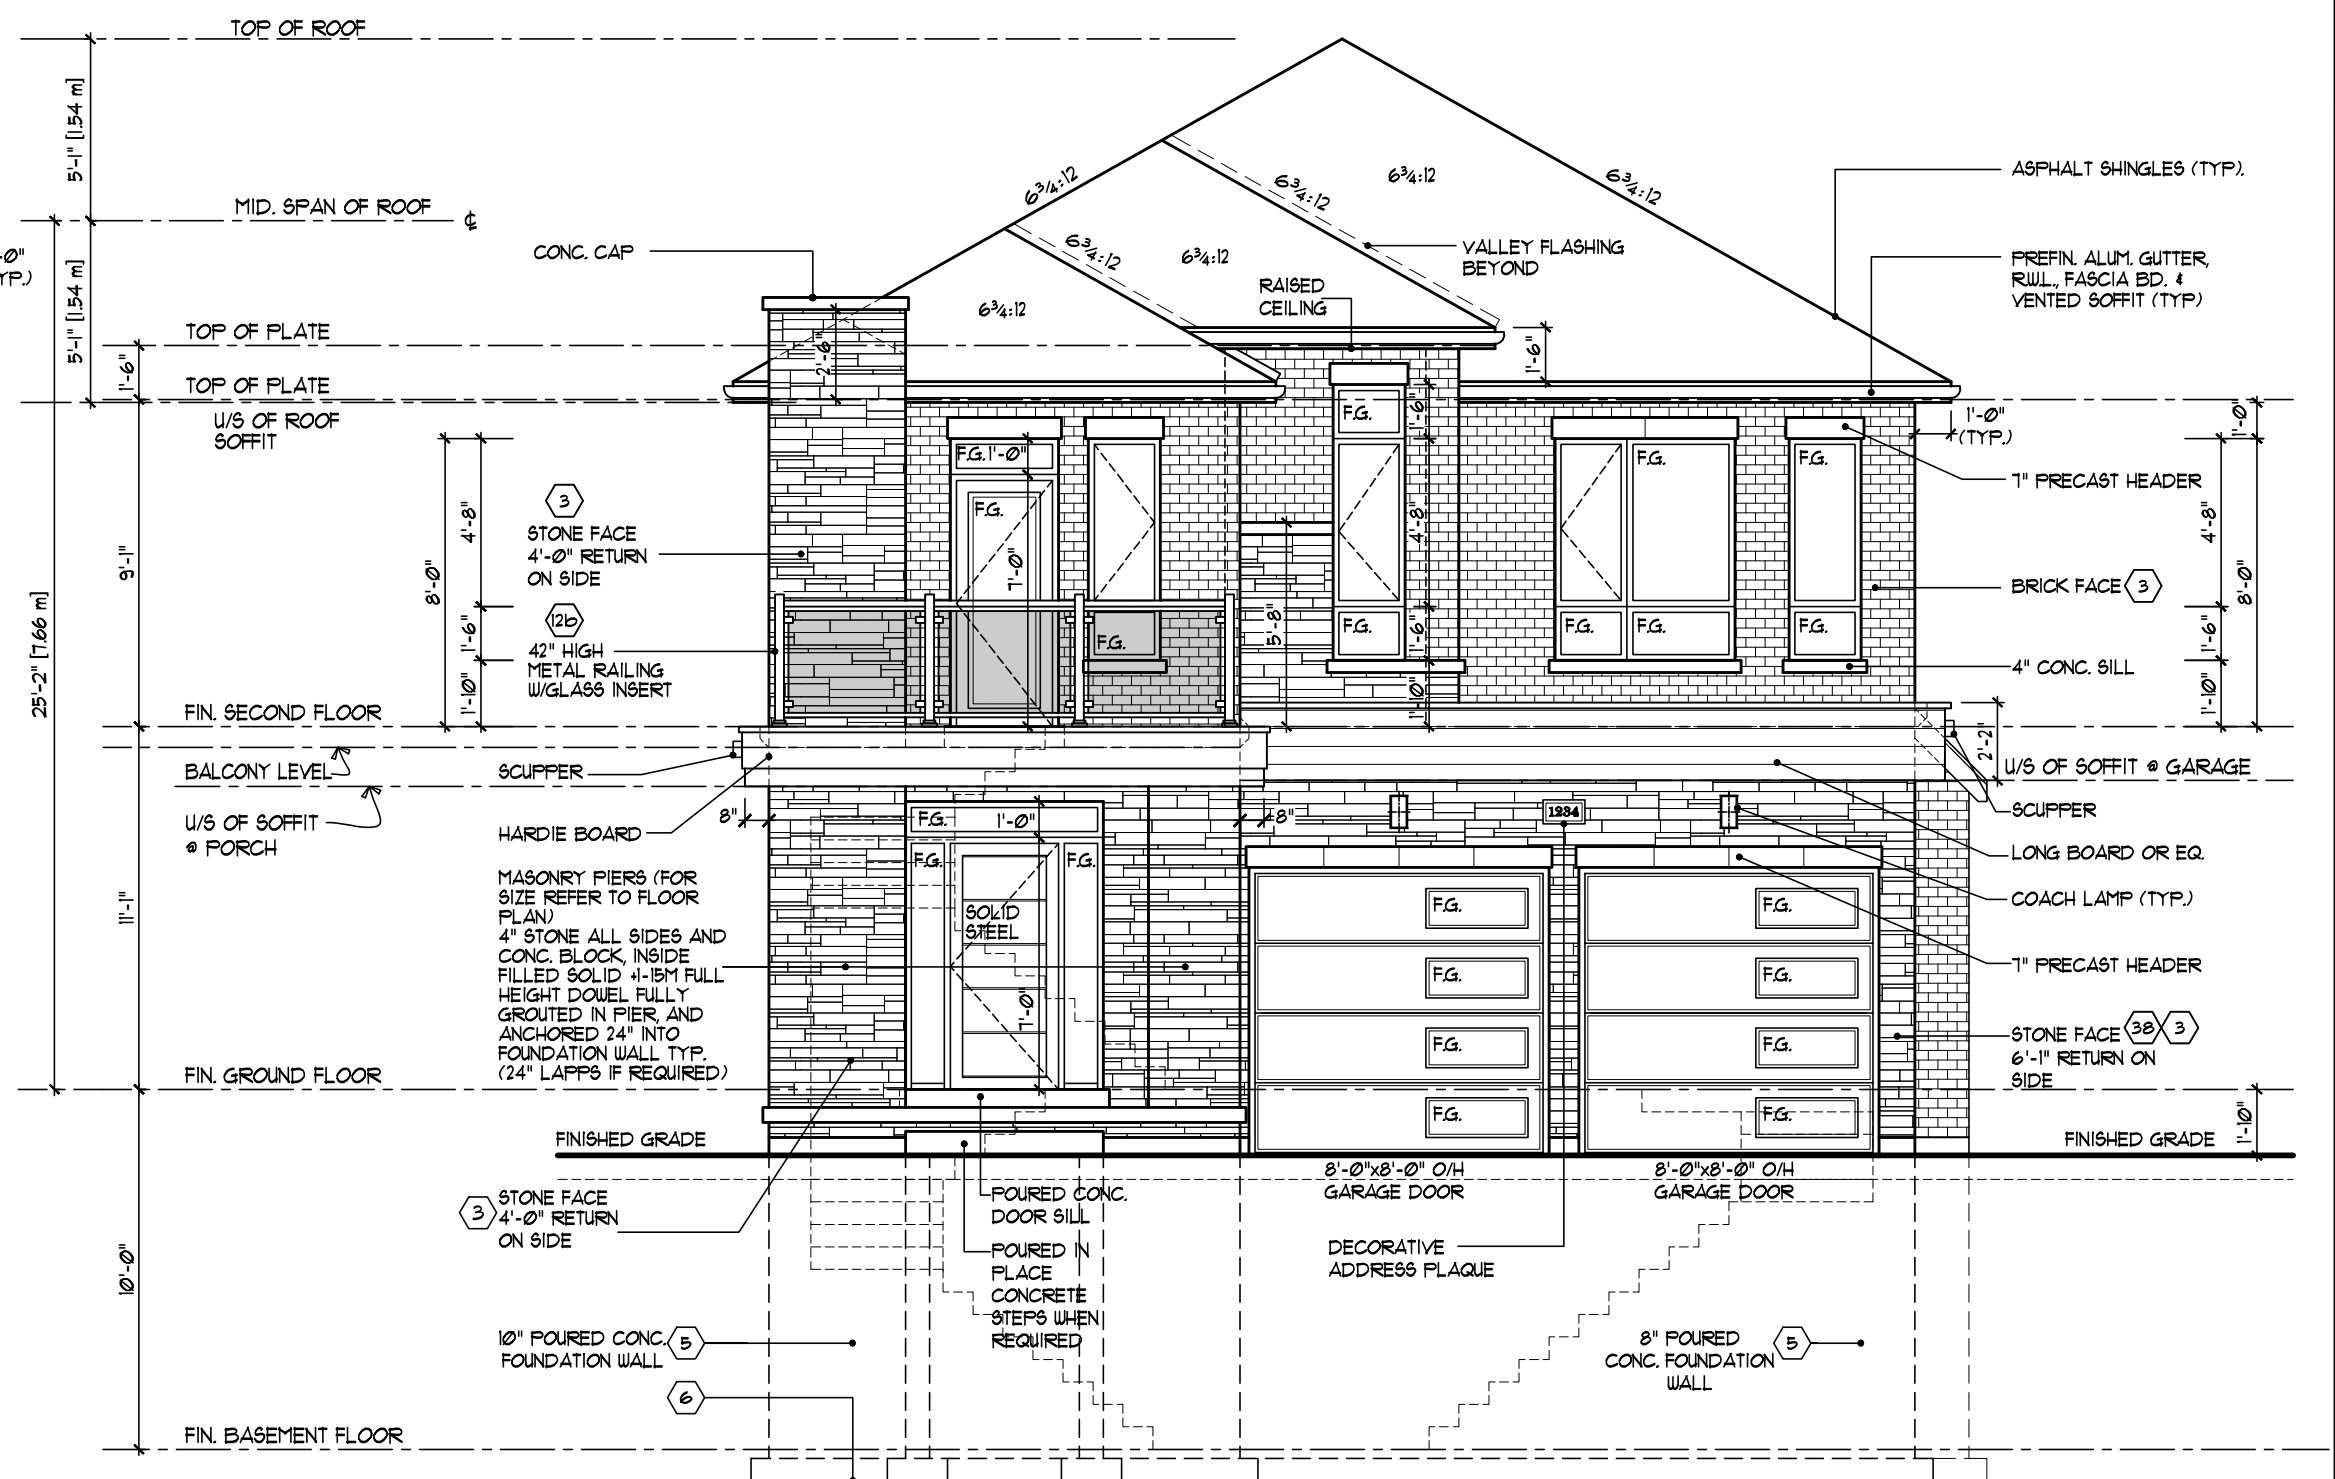 TOP OF ROOF
5'-1" [1.54 m]
MID. SPAN OF ROOF
℄
-0"
YP.)
5'-1" [1.54 m]
TOP OF PLATE
1'-6"
TOP OF PLATE
U/S OF ROOF
SOFFIT
9'-1"
25'-2" [7.66 m]
8'-0"
4'-8"
1'-6"
1'-10"
FIN. SECOND FLOOR
BALCONY LEVEL
U/S OF SOFFIT
@ PORCH
11'-1"
FIN. GROUND FLOOR
10'-0"
FIN. BASEMENT FLOOR
CONC. CAP
3
STONE FACE
4'-0" RETURN
ON SIDE
12b
42" HIGH
METAL RAILING
W/GLASS INSERT
SCUPPER
HARDIE BOARD
MASONRY PIERS (FOR
SIZE REFER TO FLOOR
PLAN)
4" STONE ALL SIDES AND
CONC. BLOCK, INSIDE
FILLED SOLID +1-15M FULL
HEIGHT DOWEL FULLY
GROUTED IN PIER, AND
ANCHORED 24" INTO
FOUNDATION WALL TYP.
(24" LAPPS IF REQUIRED)
FINISHED GRADE
3
STONE FACE
4'-0" RETURN
ON SIDE
10" POURED CONC.
FOUNDATION WALL
5
6
6¾:12
6¾:12
6¾:12
6¾:12
6¾:12
6¾:12
6¾:12
VALLEY FLASHING
BEYOND
RAISED
CEILING
2'-6"
1'-6"
F.G.
1'-0"
F.G.
7'-0"
F.G.
5'-8"
F.G.
1'-6"
4'-8"
F.G.
1'-6"
1'-10"
F.G.
F.G.
F.G.
F.G.
F.G.
8"
8"
F.G.
1'-0"
F.G.
F.G.
SOLID
STEEL
7'-0"
1234
F.G.
F.G.
F.G.
F.G.
F.G.
F.G.
F.G.
F.G.
8'-0"x8'-0" O/H
GARAGE DOOR
8'-0"x8'-0" O/H
GARAGE DOOR
POURED CONC.
DOOR SILL
POURED IN
PLACE
CONCRETE
STEPS WHEN
REQUIRED
DECORATIVE
ADDRESS PLAQUE
8" POURED
CONC. FOUNDATION
WALL
5
ASPHALT SHINGLES (TYP).
PREFIN. ALUM. GUTTER,
R.W.L., FASCIA BD. &
VENTED SOFFIT (TYP)
1'-0"
(TYP.)
1'-0"
7" PRECAST HEADER
4'-8"
8'-0"
BRICK FACE
3
1'-6"
4" CONC. SILL
1'-10"
2'-2"
U/S OF SOFFIT @ GARAGE
SCUPPER
LONG BOARD OR EQ.
COACH LAMP (TYP.)
7" PRECAST HEADER
STONE FACE
38
3
6'-1" RETURN ON
SIDE
1'-10"
FINISHED GRADE